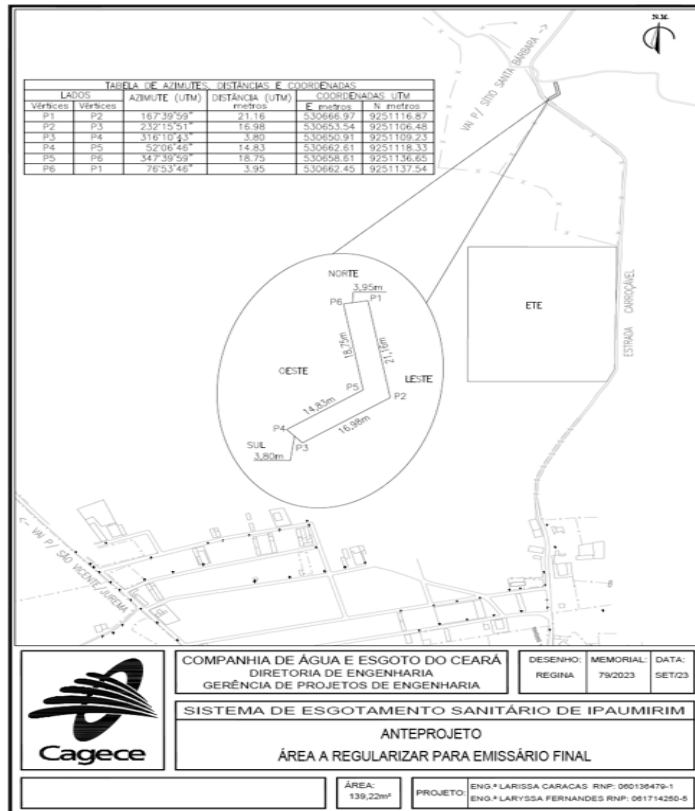 N.M.
VAI P/ SÍTIO SANTA BÁRBARA ->
TABELA DE AZIMUTES, DISTÂNCIAS E COORDENADAS
LADOS AZIMUTE (UTM) DISTÂNCIA (UTM) COORDENADAS UTM
Vértices Vértices metros E metros N metros
P1 P2 167°39'59" 21.16 530666.97 9251116.87
P2 P3 232°15'51" 16.98 530653.54 9251106.48
P3 P4 316°10'43" 3.80 530650.91 9251109.23
P4 P5 52°06'46" 14.83 530662.61 9251118.33
P5 P6 347°39'59" 18.75 530658.61 9251136.65
P6 P1 76°53'46" 3.95 530662.45 9251137.54
NORTE
3,95m
P6 P1
18,75m
21,16m
OESTE
LESTE
P5
P2
14,83m
16,98m
P4
P3
SUL
3,80m
ETE
ESTRADA CARROÇÁVEL
<- VAI P/ SÃO VICENTE/JUREMA
Cagece
COMPANHIA DE ÁGUA E ESGOTO DO CEARÁ
DIRETORIA DE ENGENHARIA
GERÊNCIA DE PROJETOS DE ENGENHARIA
DESENHO: REGINA
MEMORIAL: 79/2023
DATA: SET/23
SISTEMA DE ESGOTAMENTO SANITÁRIO DE IPAUMIRIM
ANTEPROJETO
ÁREA A REGULARIZAR PARA EMISSÁRIO FINAL
ÁREA: 139,22m²
PROJETO:
ENG.ª LARISSA CARACAS RNP: 060136479-1
ENG.ª LARYSSA FERNANDES RNP: 061714250-5